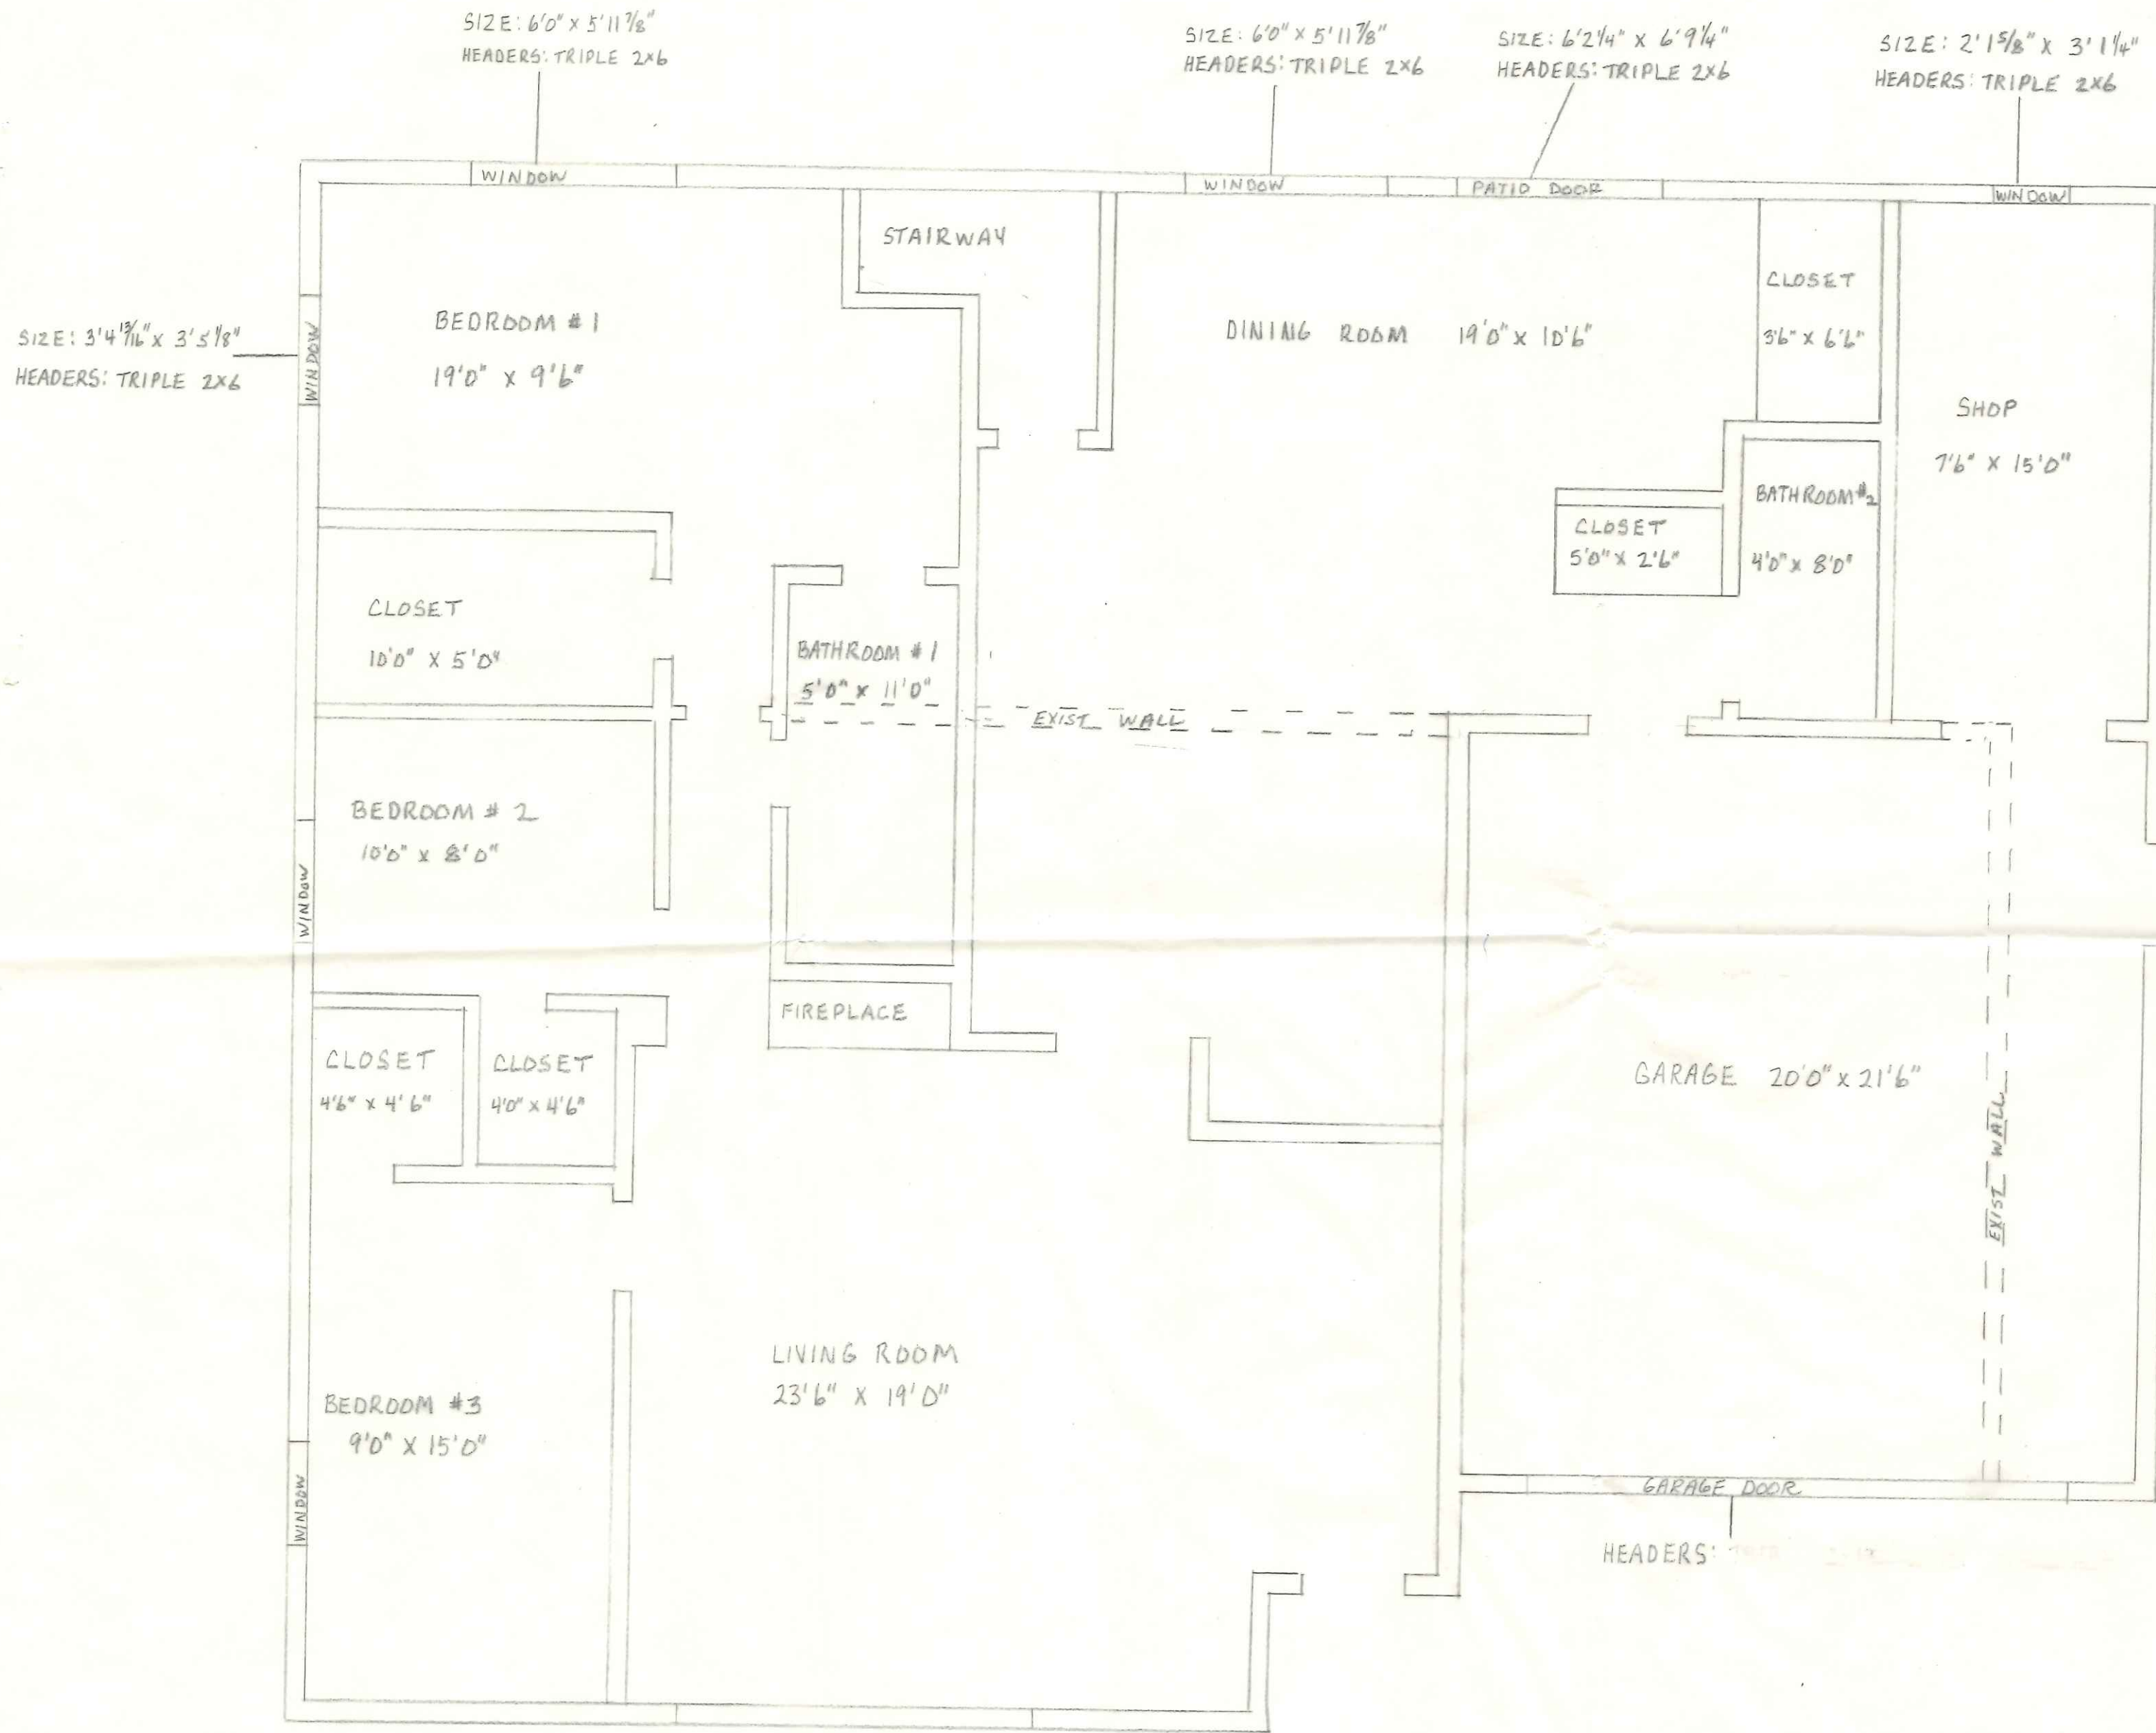 SIZE: 6'0" X 5'11 7/8"
HEADERS: TRIPLE 2X6
SIZE: 6'0" X 5'11 7/8"
HEADERS: TRIPLE 2X6
SIZE: 6'2 1/4" X 6'9 1/4"
HEADERS: TRIPLE 2X6
SIZE: 2'1 5/8" X 3'1 1/4"
HEADERS: TRIPLE 2X6
WINDOW
WINDOW
PATIO DOOR
WINDOW
STAIRWAY
SIZE: 3'4 13/16" X 3'5 1/8"
HEADERS: TRIPLE 2X6
WINDOW
BEDROOM #1
19'0" X 9'6"
DINING ROOM 19'0" X 10'6"
CLOSET
3'6" X 6'6"
SHOP
7'6" X 15'0"
BATHROOM #2
4'0" X 8'0"
CLOSET
5'0" X 2'6"
CLOSET
10'0" X 5'0"
BATHROOM #1
5'0" X 11'0"
EXIST WALL
BEDROOM # 2
10'0" X 8'0"
WINDOW
FIREPLACE
CLOSET
4'6" X 4'6"
CLOSET
4'0" X 4'6"
GARAGE 20'0" X 21'6"
EXIST WALL
LIVING ROOM
23'6" X 19'0"
BEDROOM #3
9'0" X 15'0"
WINDOW
GARAGE DOOR
HEADERS: